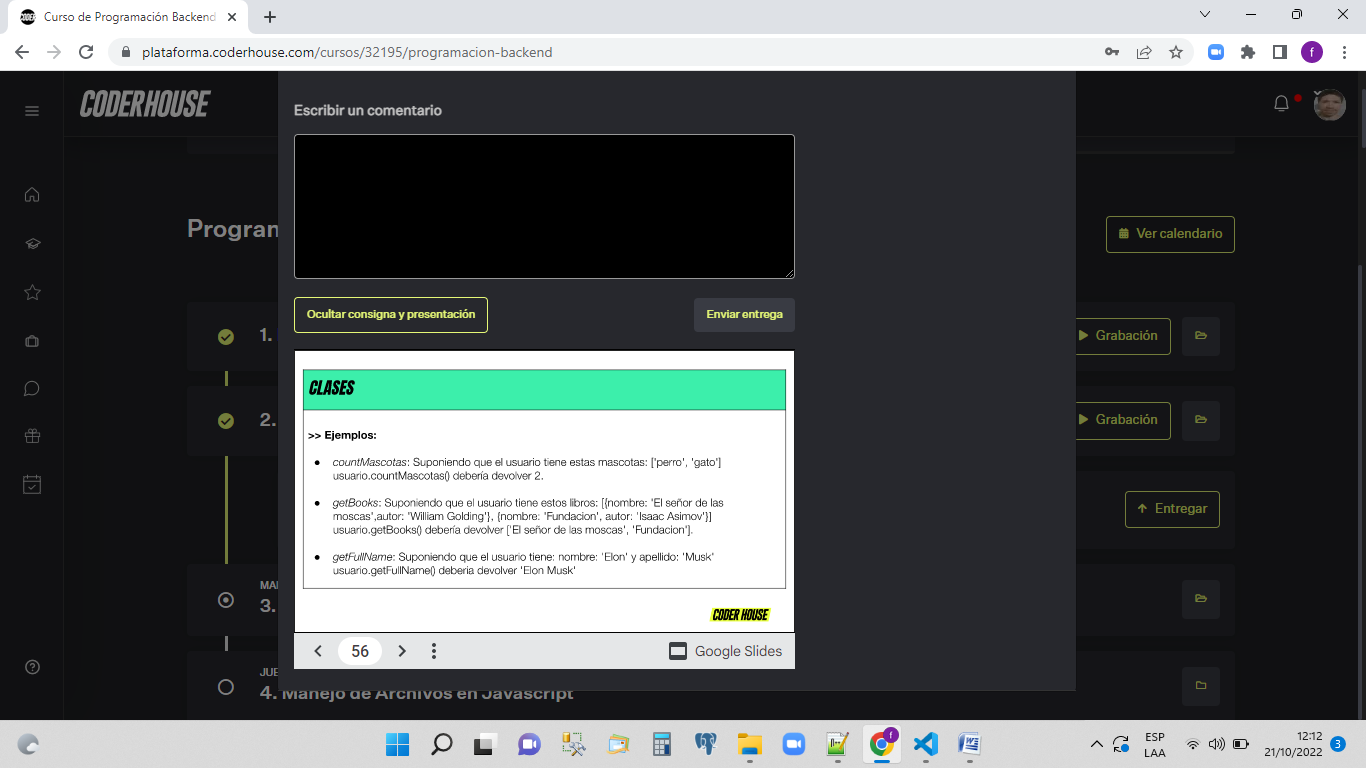 Curso de Programación Backend
plataforma.coderhouse.com/cursos/32195/programacion-backend
f
CODERHOUSE
Escribir un comentario
Program
Ver calendario
Ocultar consigna y presentación
Enviar entrega
1.
Grabación
CLASES
2.
Grabación
>> Ejemplos:
● countMascotas: Suponiendo que el usuario tiene estas mascotas: ['perro', 'gato']
usuario.countMascotas() debería devolver 2.
● getBooks: Suponiendo que el usuario tiene estos libros: [{nombre: 'El señor de las
moscas',autor: 'William Golding'}, {nombre: 'Fundacion', autor: 'Isaac Asimov'}]
usuario.getBooks() debería devolver ['El señor de las moscas', 'Fundacion'].
Entregar
● getFullName: Suponiendo que el usuario tiene: nombre: 'Elon' y apellido: 'Musk'
usuario.getFullName() deberia devolver 'Elon Musk'
MA
3.
CODER HOUSE
56
Google Slides
JUE
4. Manejo de Archivos en Javascript
ESP
LAA
12:12
21/10/2022
3